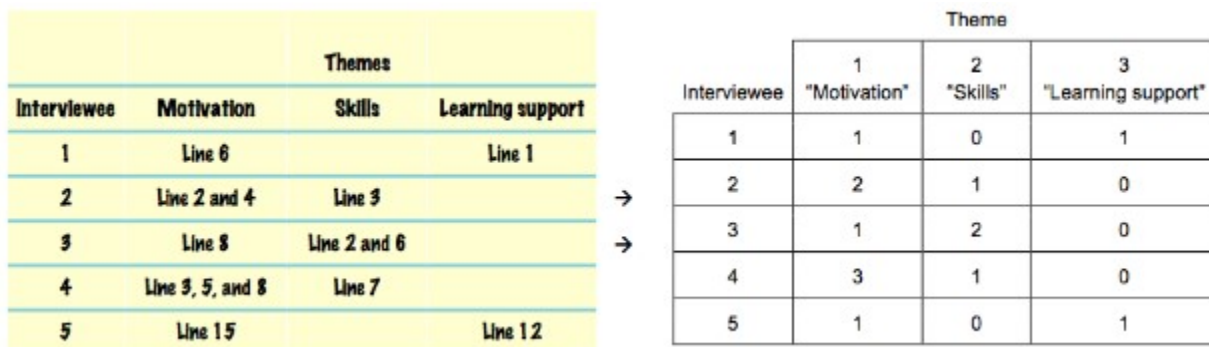 Themes
Interviewee Motivation Skills Learning support
1 Line 6 Line 1
2 Line 2 and 4 Line 3
3 Line 8 Line 2 and 6
4 Line 3, 5, and 8 Line 7
5 Line 15 Line 12
→
→
Theme
1 2 3
Interviewee "Motivation" "Skills" "Learning support"
1 1 0 1
2 2 1 0
3 1 2 0
4 3 1 0
5 1 0 1